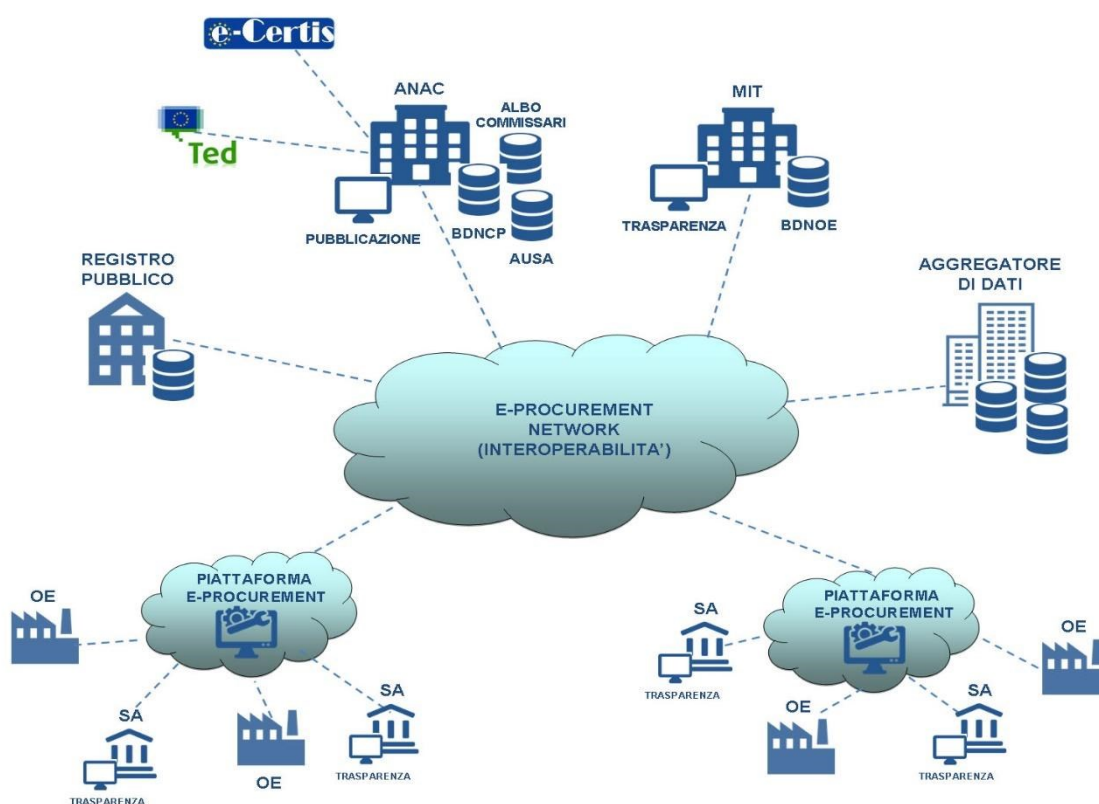 e-Certis
Ted
ANAC
ALBO
COMMISSARI
PUBBLICAZIONE
BDNCP
AUSA
MIT
TRASPARENZA
BDNOE
REGISTRO
PUBBLICO
AGGREGATORE
DI DATI
E-PROCUREMENT
NETWORK
(INTEROPERABILITA’)
PIATTAFORMA
E-PROCUREMENT
OE
SA
TRASPARENZA
OE
SA
TRASPARENZA
PIATTAFORMA
E-PROCUREMENT
SA
TRASPARENZA
OE
OE
SA
TRASPARENZA